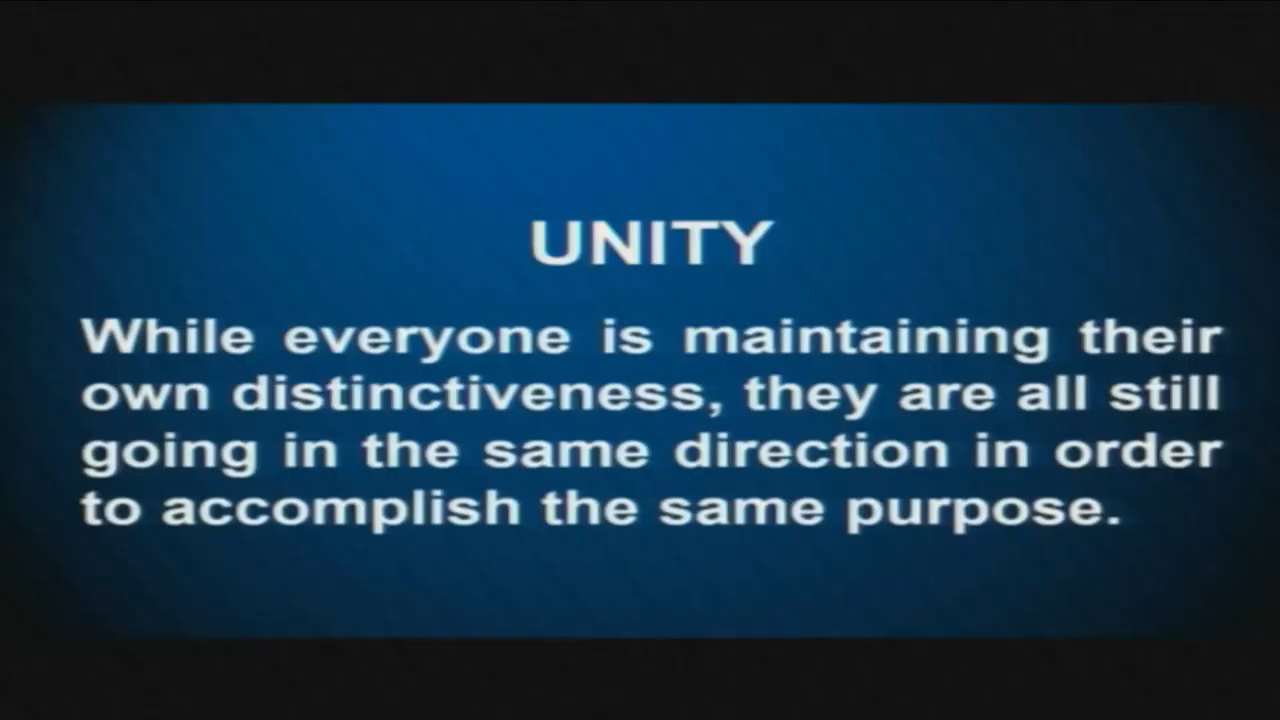 UNITY
While everyone is maintaining their
own distinctiveness, they are all still
going in the same direction in order
to accomplish the same purpose.